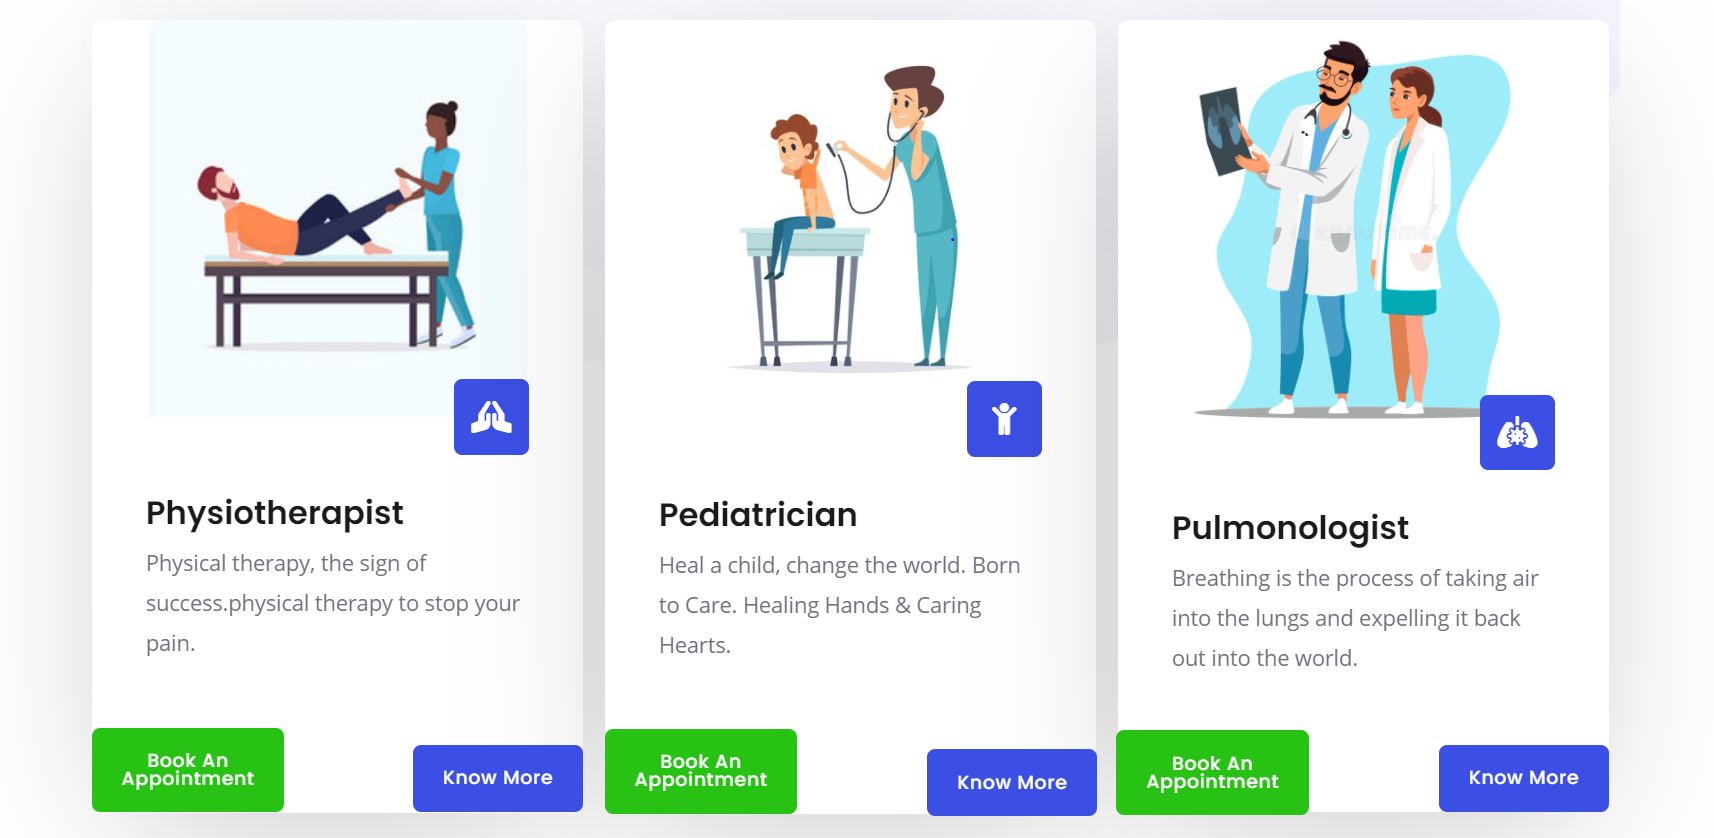 Physiotherapist
Physical therapy, the sign of
success.physical therapy to stop your
pain.
Book An
Appointment
Know More
Pediatrician
Heal a child, change the world. Born
to Care. Healing Hands & Caring
Hearts.
Book An
Appointment
Know More
dreamstime.
Pulmonologist
Breathing is the process of taking air
into the lungs and expelling it back
out into the world.
Book An
Appointment
Know More